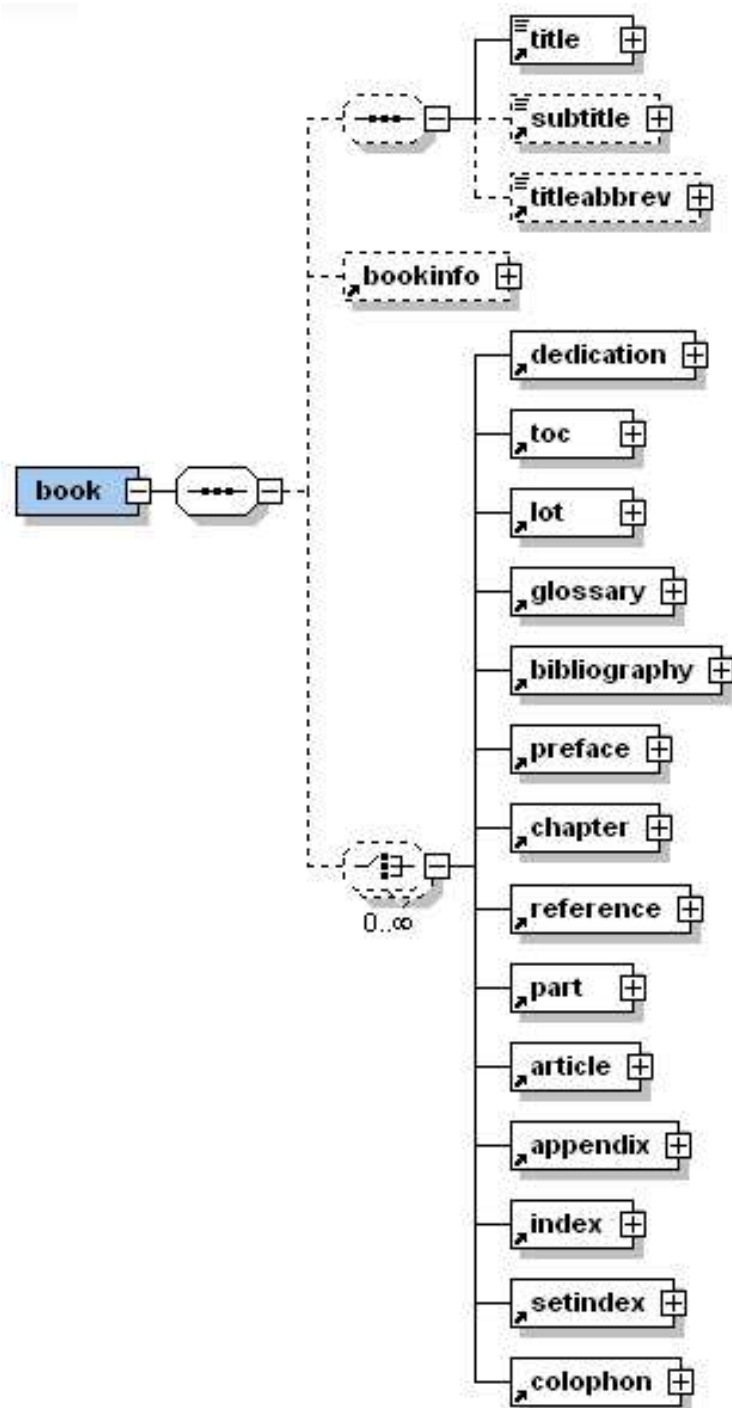 title
subtitle
titleabbrev
bookinfo
dedication
toc
book
lot
glossary
bibliography
preface
chapter
0..∞
reference
part
article
appendix
index
setindex
colophon